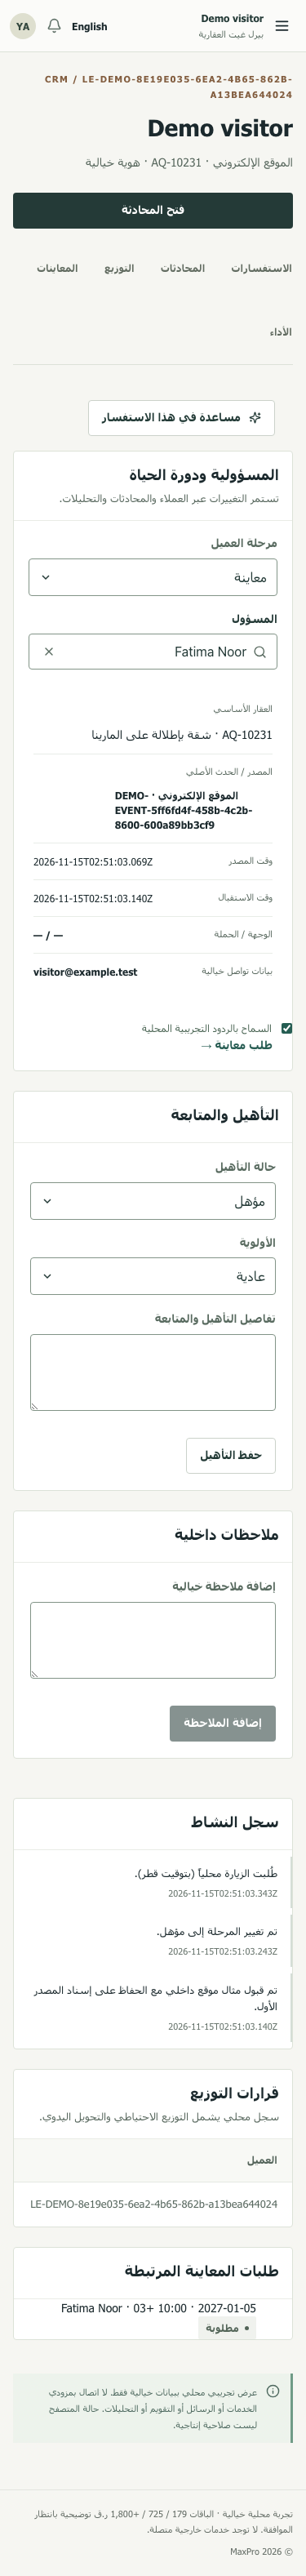 Demo visitor
بيرل غيت العقارية
English
YA
CRM / LE-DEMO-8E19E035-6EA2-4B65-862B-
A13BEA644024
Demo visitor
الموقع الإلكتروني · AQ-10231 · هوية خيالية
فتح المحادثة
الاستفسارات
المحادثات
التوزيع
المعاينات
الأداء
مساعدة في هذا الاستفسار
المسؤولية ودورة الحياة
تستمر التغييرات عبر العملاء والمحادثات والتحليلات.
مرحلة العميل
معاينة
المسؤول
Fatima Noor
العقار الأساسي
AQ-10231 · شقة بإطلالة على المارينا
المصدر / الحدث الأصلي
الموقع الإلكتروني · DEMO-
EVENT-5ff6fd4f-458b-4c2b-
8600-600a89bb3cf9
وقت المصدر
2026-11-15T02:51:03.069Z
وقت الاستقبال
2026-11-15T02:51:03.140Z
الوجهة / الحملة
— / —
بيانات تواصل خيالية
visitor@example.test
السماح بالردود التجريبية المحلية
طلب معاينة →
التأهيل والمتابعة
حالة التأهيل
مؤهل
الأولوية
عادية
تفاصيل التأهيل والمتابعة
حفظ التأهيل
ملاحظات داخلية
إضافة ملاحظة خيالية
إضافة الملاحظة
سجل النشاط
طُلبت الزيارة محلياً (بتوقيت قطر).
2026-11-15T02:51:03.343Z
تم تغيير المرحلة إلى مؤهل.
2026-11-15T02:51:03.243Z
تم قبول مثال موقع داخلي مع الحفاظ على إسناد المصدر
الأول.
2026-11-15T02:51:03.140Z
قرارات التوزيع
سجل محلي يشمل التوزيع الاحتياطي والتحويل اليدوي.
العميل
LE-DEMO-8e19e035-6ea2-4b65-862b-a13bea644024
طلبات المعاينة المرتبطة
2027-01-05 · 10:00 +03 · Fatima Noor
• مطلوبة
عرض تجريبي محلي ببيانات خيالية فقط. لا اتصال بمزودي
الخدمات أو الرسائل أو التقويم أو التحليلات. حالة المتصفح
ليست صلاحية إنتاجية.
تجربة محلية خيالية · الباقات 179 / 725 / +1,800 ر.ق توضيحية بانتظار
الموافقة. لا توجد خدمات خارجية متصلة.
© MaxPro 2026